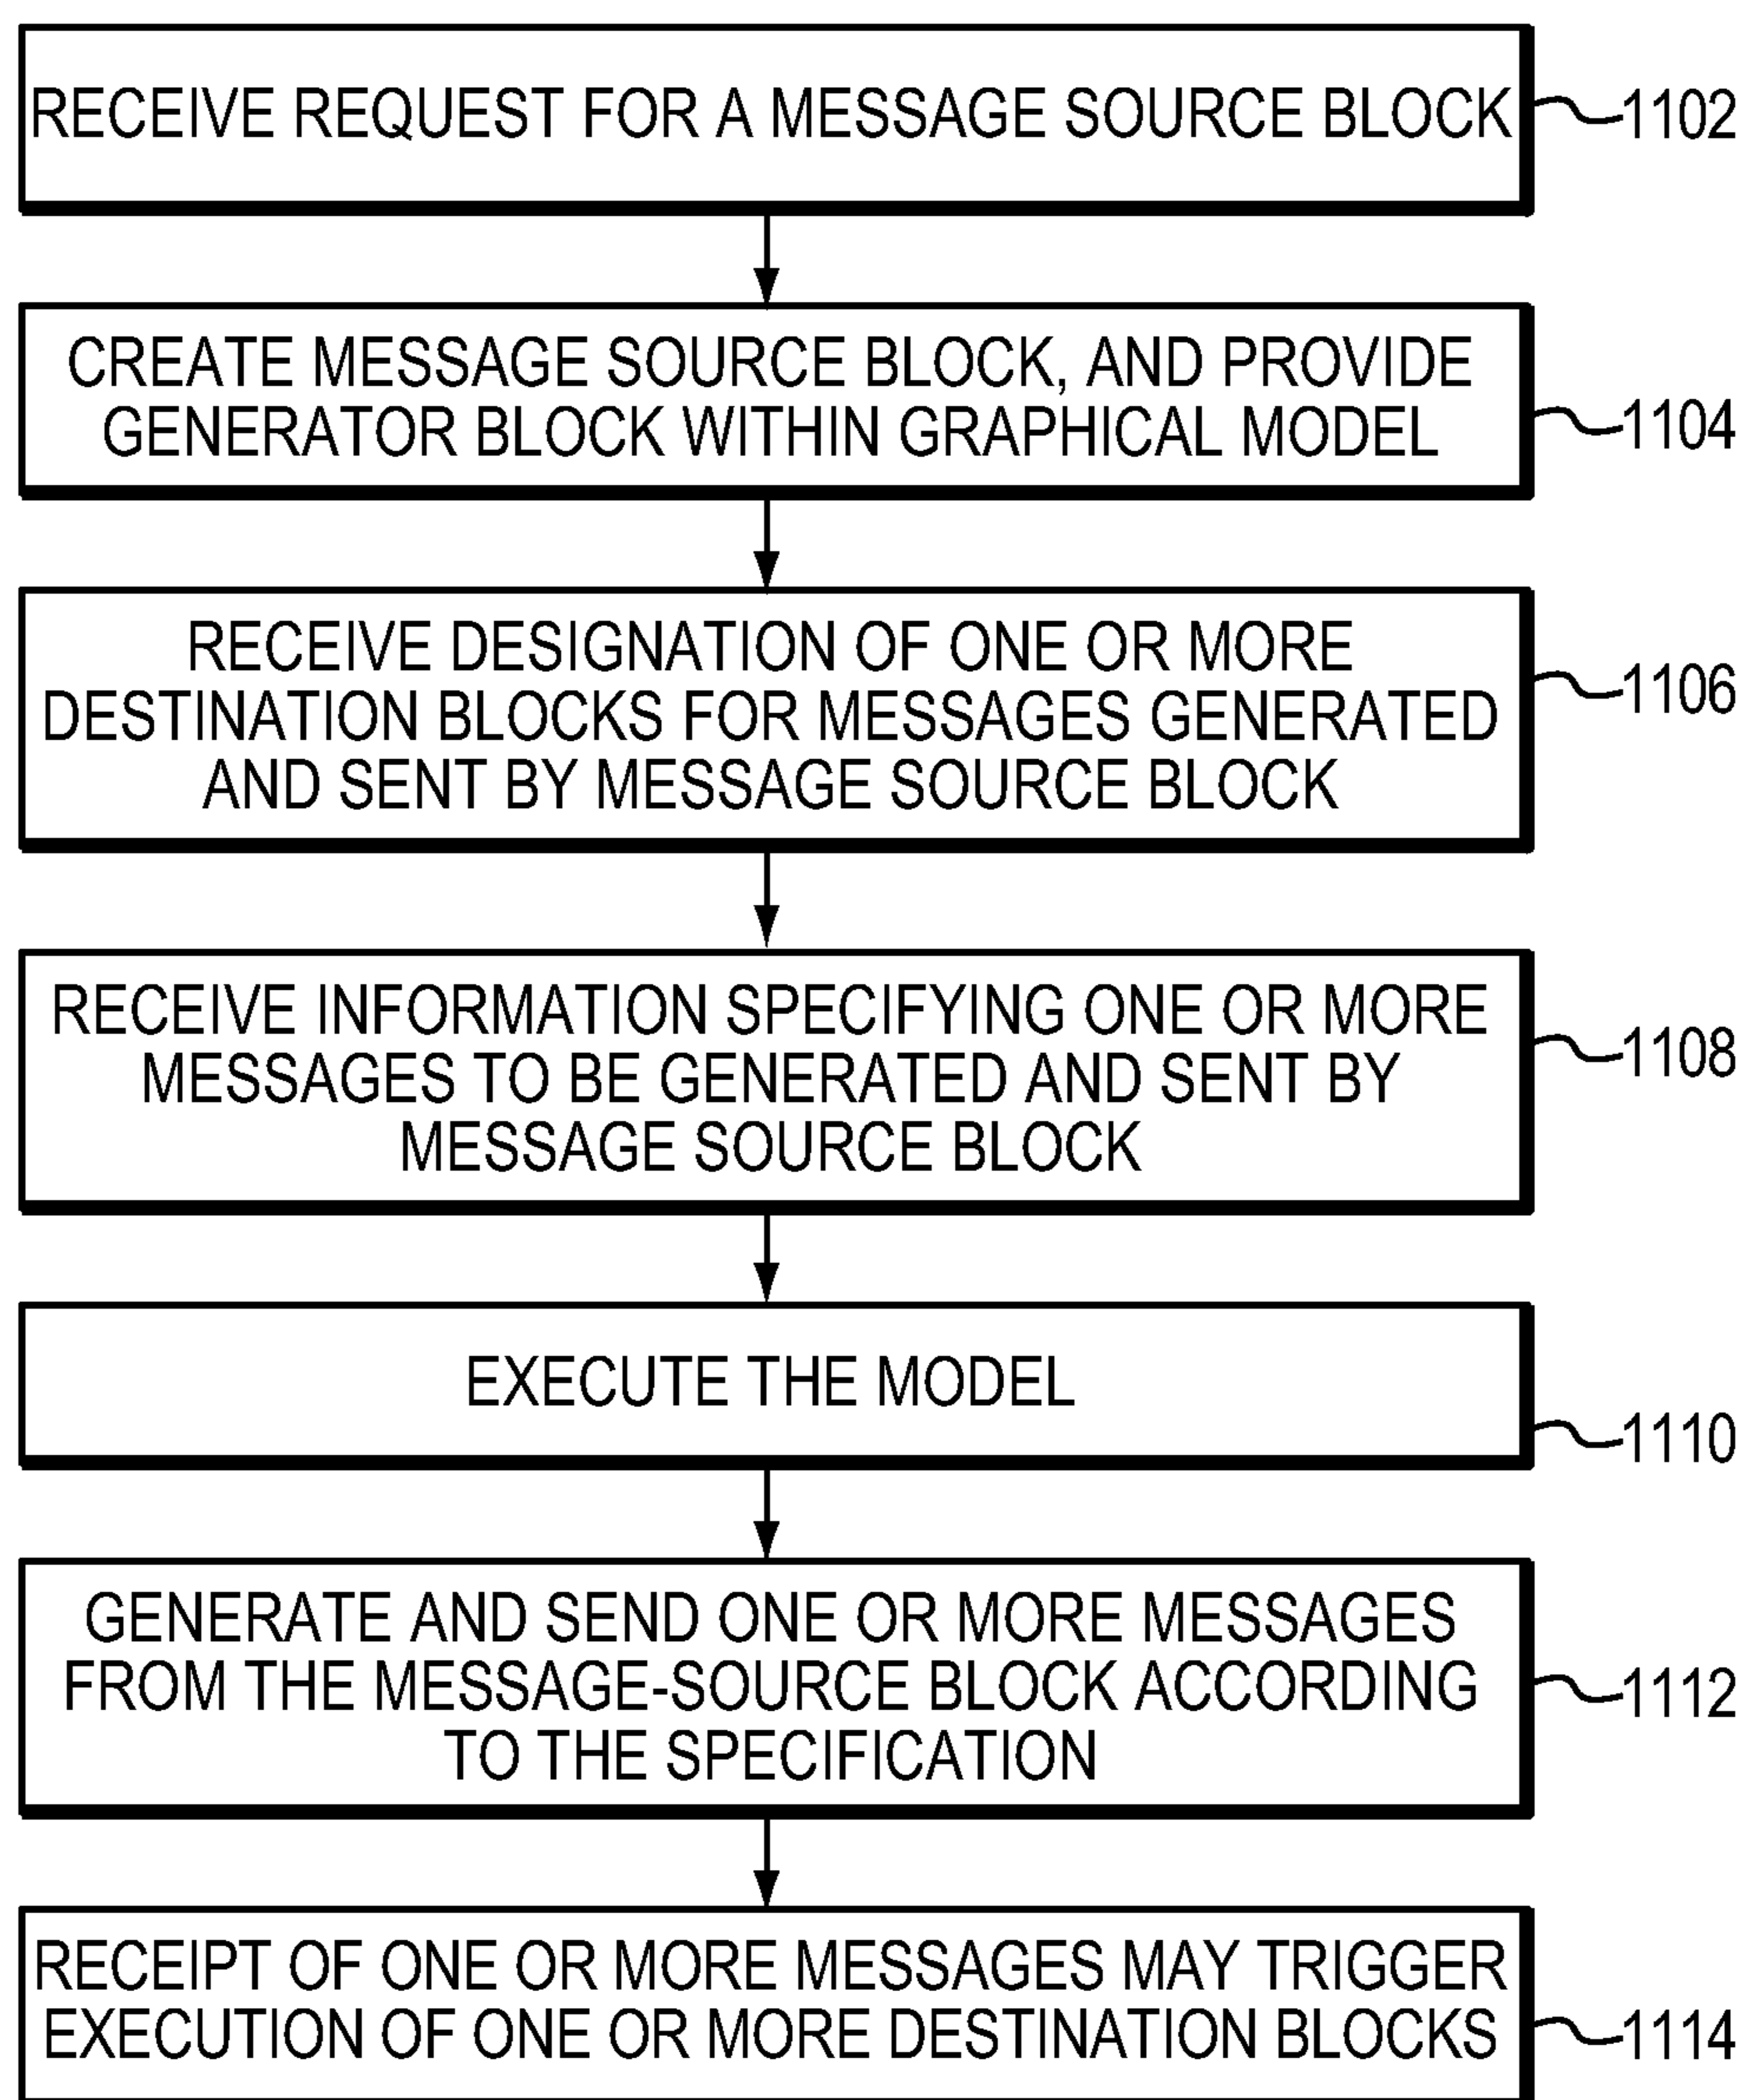 RECEIVE REQUEST FOR A MESSAGE SOURCE BLOCK
1102
CREATE MESSAGE SOURCE BLOCK, AND PROVIDE
GENERATOR BLOCK WITHIN GRAPHICAL MODEL
1104
RECEIVE DESIGNATION OF ONE OR MORE
DESTINATION BLOCKS FOR MESSAGES GENERATED
AND SENT BY MESSAGE SOURCE BLOCK
1106
RECEIVE INFORMATION SPECIFYING ONE OR MORE
MESSAGES TO BE GENERATED AND SENT BY
MESSAGE SOURCE BLOCK
1108
EXECUTE THE MODEL
1110
GENERATE AND SEND ONE OR MORE MESSAGES
FROM THE MESSAGE-SOURCE BLOCK ACCORDING
TO THE SPECIFICATION
1112
RECEIPT OF ONE OR MORE MESSAGES MAY TRIGGER
EXECUTION OF ONE OR MORE DESTINATION BLOCKS
1114